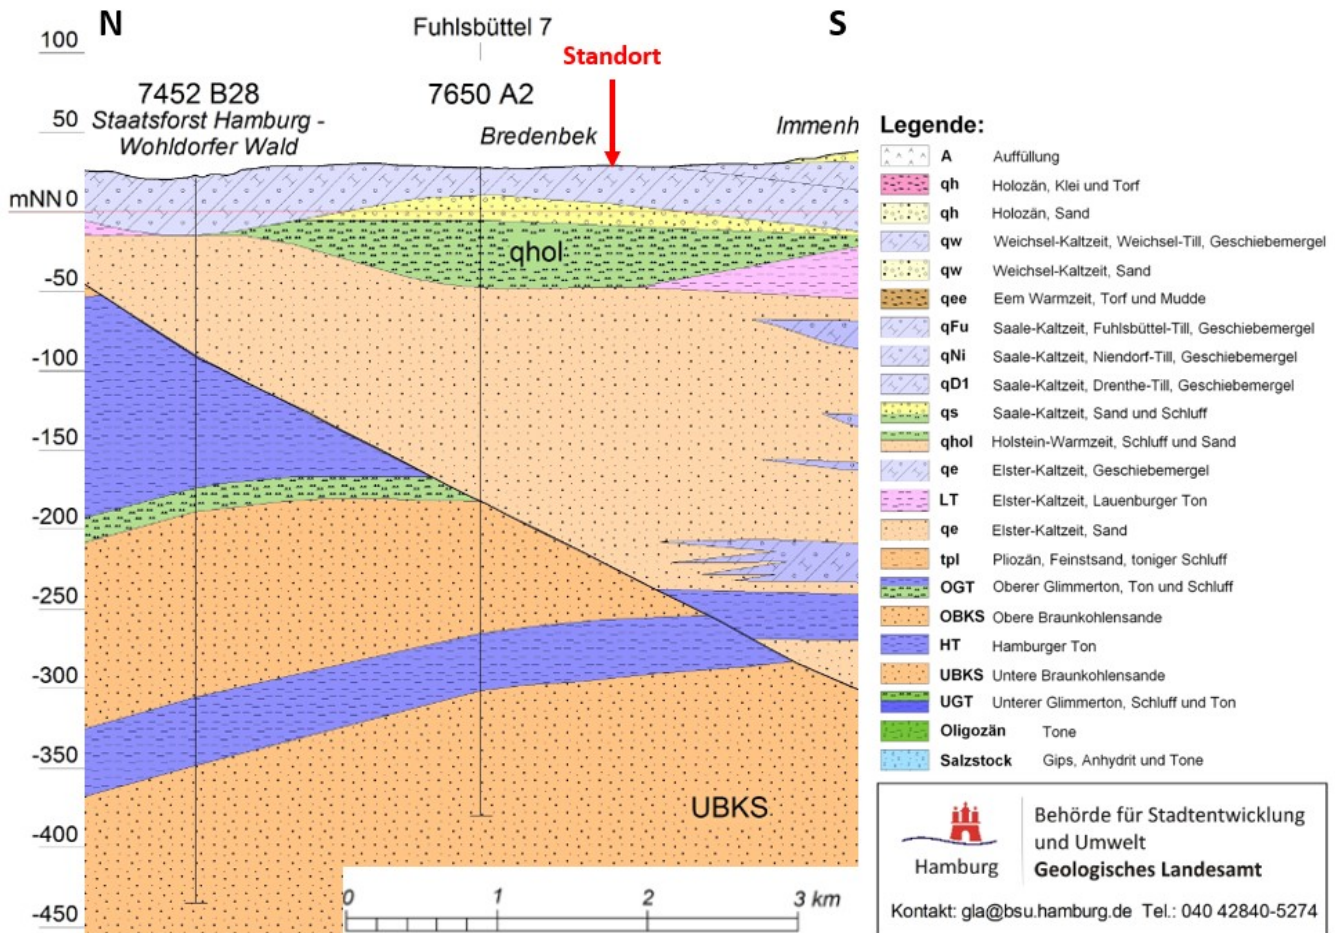 N
Fuhlsbüttel 7
S
Standort
7452 B28
Staatsforst Hamburg -
Wohldorfer Wald
7650 A2
Bredenbek
Immenh
100
50
mNN 0
-50
-100
-150
-200
-250
-300
-350
-400
-450
qhol
UBKS
0 1 2 3 km
Legende:
A Auffüllung
qh Holozän, Klei und Torf
qh Holozän, Sand
qw Weichsel-Kaltzeit, Weichsel-Till, Geschiebemergel
qw Weichsel-Kaltzeit, Sand
qee Eem Warmzeit, Torf und Mudde
qFu Saale-Kaltzeit, Fuhlsbüttel-Till, Geschiebemergel
qNi Saale-Kaltzeit, Niendorf-Till, Geschiebemergel
qD1 Saale-Kaltzeit, Drenthe-Till, Geschiebemergel
qs Saale-Kaltzeit, Sand und Schluff
qhol Holstein-Warmzeit, Schluff und Sand
qe Elster-Kaltzeit, Geschiebemergel
LT Elster-Kaltzeit, Lauenburger Ton
qe Elster-Kaltzeit, Sand
tpl Pliozän, Feinstsand, toniger Schluff
OGT Oberer Glimmerton, Ton und Schluff
OBKS Obere Braunkohlensande
HT Hamburger Ton
UBKS Untere Braunkohlensande
UGT Unterer Glimmerton, Schluff und Ton
Oligozän Tone
Salzstock Gips, Anhydrit und Tone
Hamburg
Behörde für Stadtentwicklung
und Umwelt
Geologisches Landesamt
Kontakt: gla@bsu.hamburg.de Tel.: 040 42840-5274